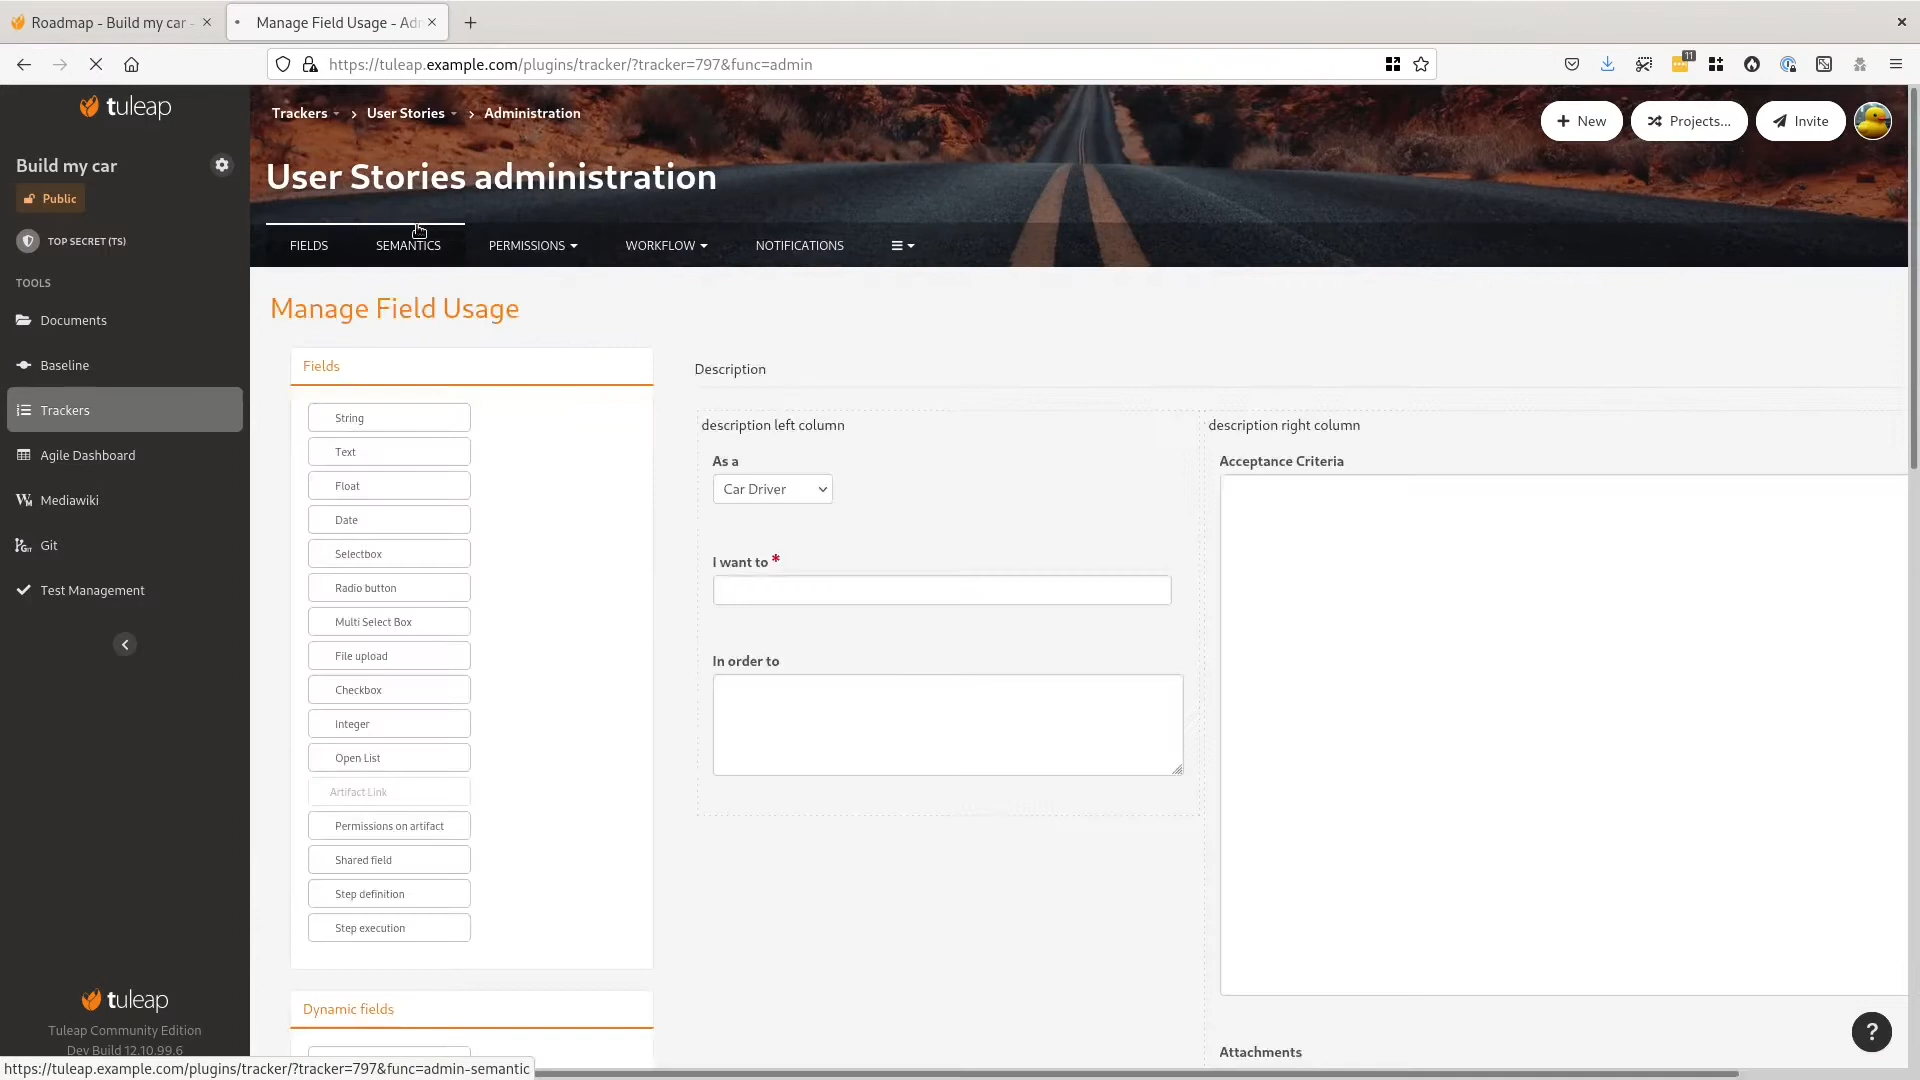 Roadmap - Build my car -
Manage Field Usage - Adm
https://tuleap.example.com/plugins/tracker/?tracker=797&func=admin
11
tuleap
Build my car
Public
TOP SECRET (TS)
TOOLS
Documents
Baseline
Trackers
Agile Dashboard
Mediawiki
Git
Test Management
tuleap
Tuleap Community Edition
Dev Build 12.10.99.6
Trackers
User Stories
Administration
New
Projects...
Invite
User Stories administration
FIELDS
SEMANTICS
PERMISSIONS
WORKFLOW
NOTIFICATIONS
Manage Field Usage
Fields
String
Text
Float
Date
Selectbox
Radio button
Multi Select Box
File upload
Checkbox
Integer
Open List
Artifact Link
Permissions on artifact
Shared field
Step definition
Step execution
Dynamic fields
Description
description left column
As a
Car Driver
I want to *
In order to
description right column
Acceptance Criteria
Attachments
?
https://tuleap.example.com/plugins/tracker/?tracker=797&func=admin-semantic